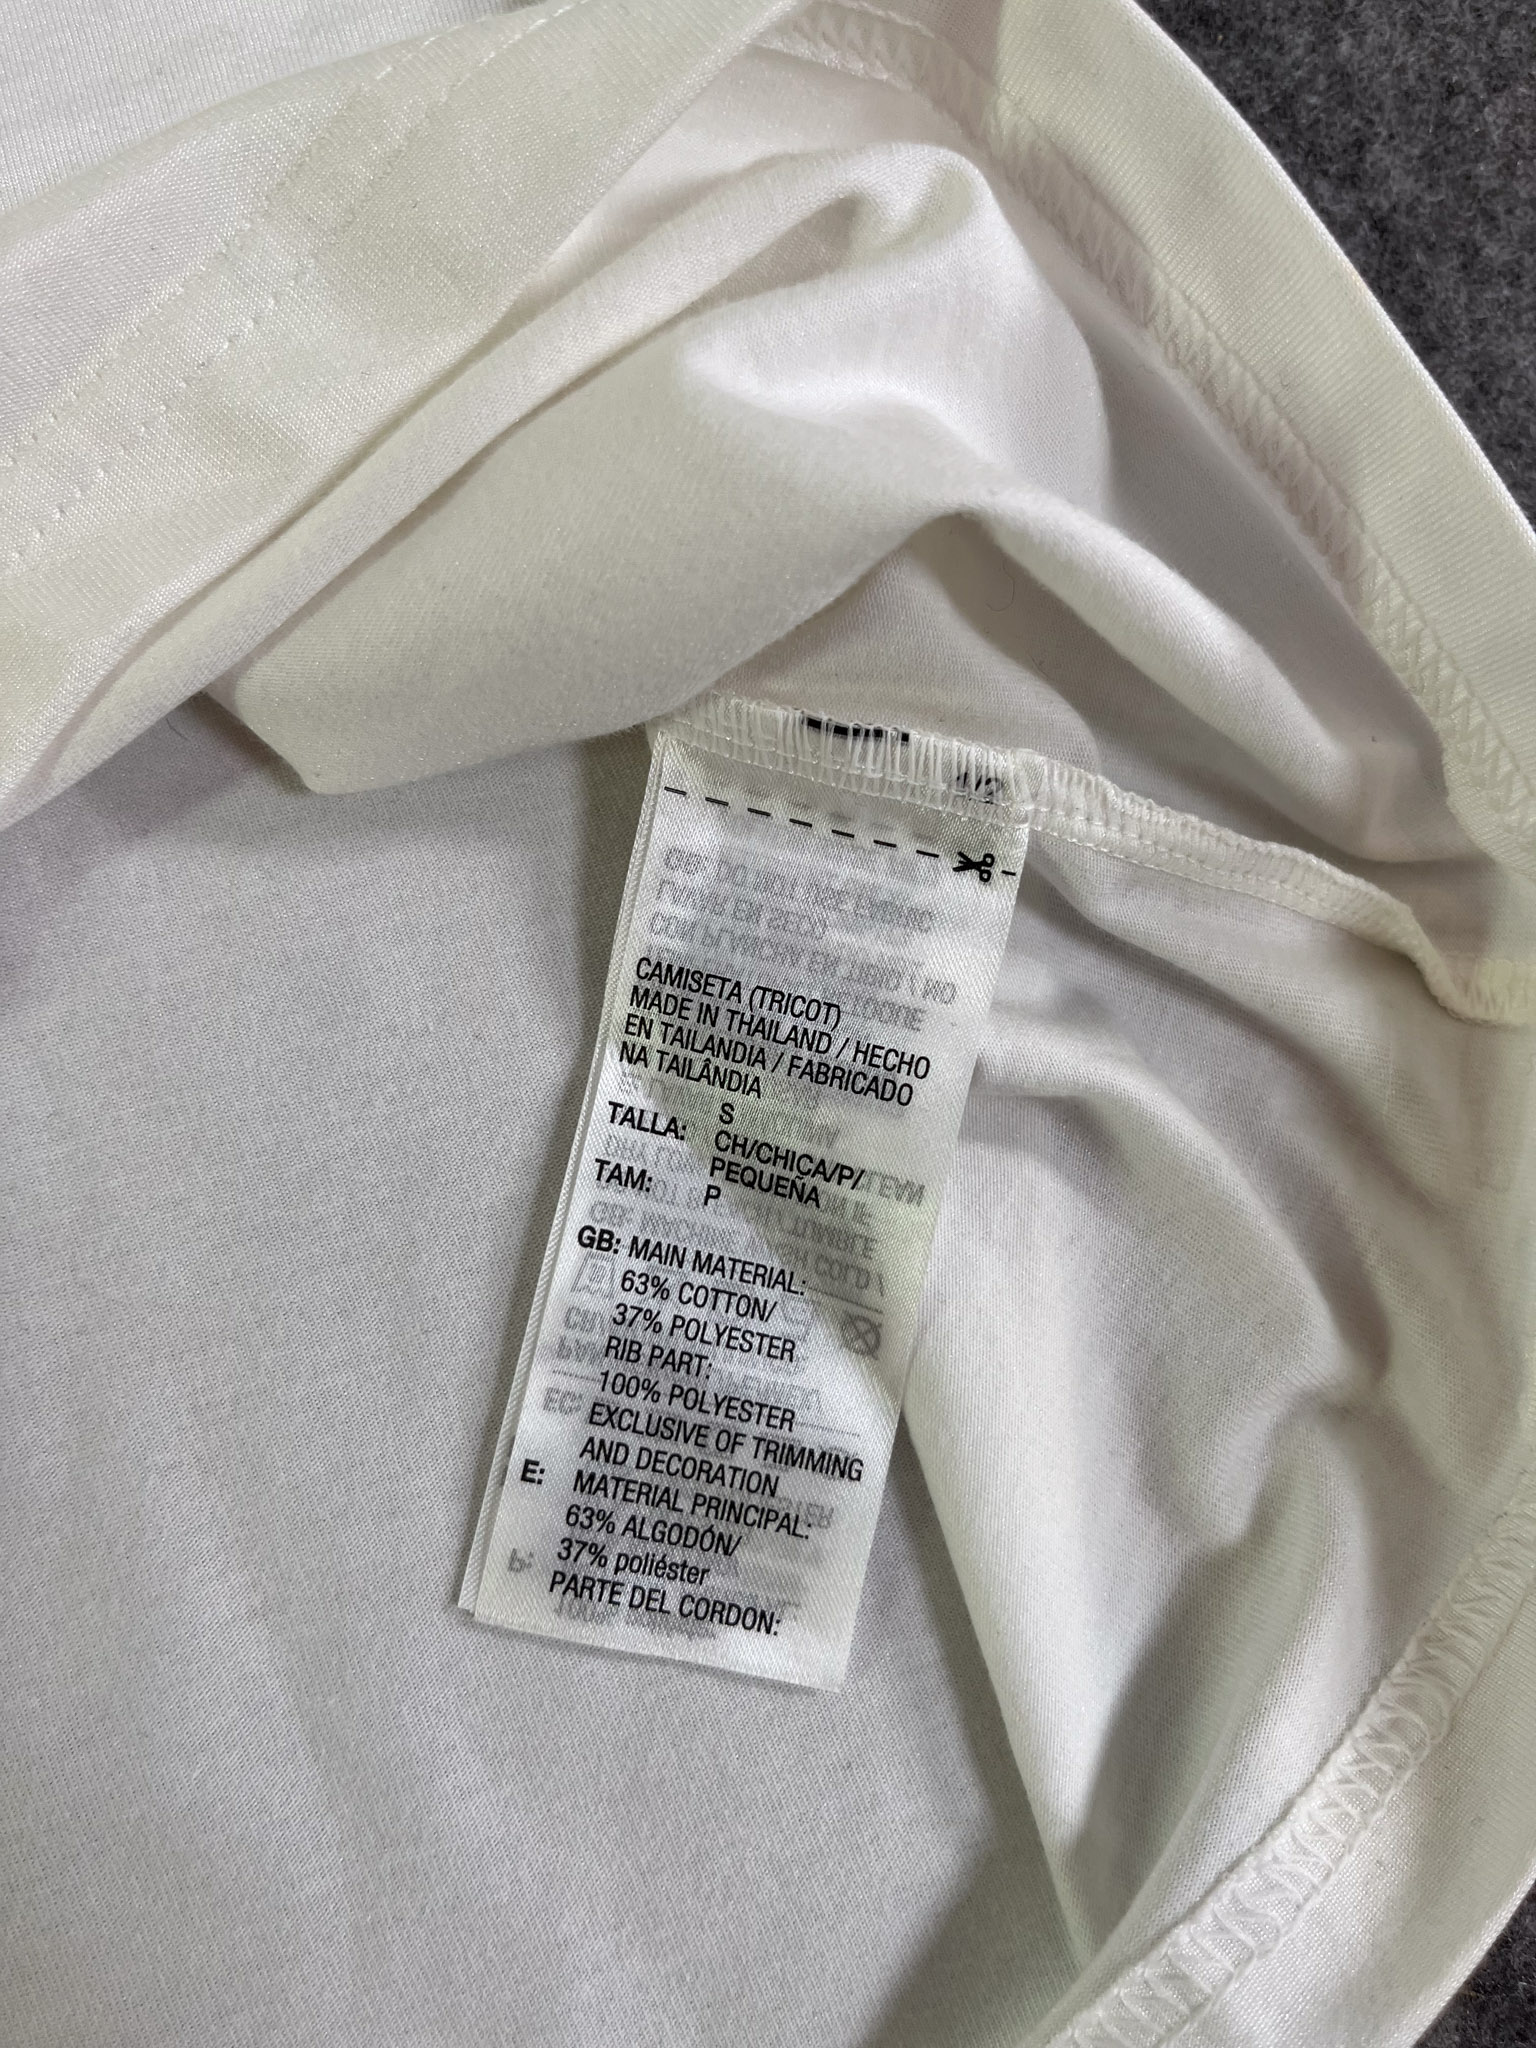 CAMISETA (TRICOT)
MADE IN THAILAND / HECHO
EN TAILANDIA / FABRICADO
NA TAILÂNDIA
S
TALLA: CH/CHICA/P/
PEQUEÑA
TAM: P
GB: MAIN MATERIAL:
63% COTTON/
37% POLYESTER
RIB PART:
100% POLYESTER
EXCLUSIVE OF TRIMMING
AND DECORATION
E: MATERIAL PRINCIPAL:
63% ALGODÓN/
37% poliéster
PARTE DEL CORDON: